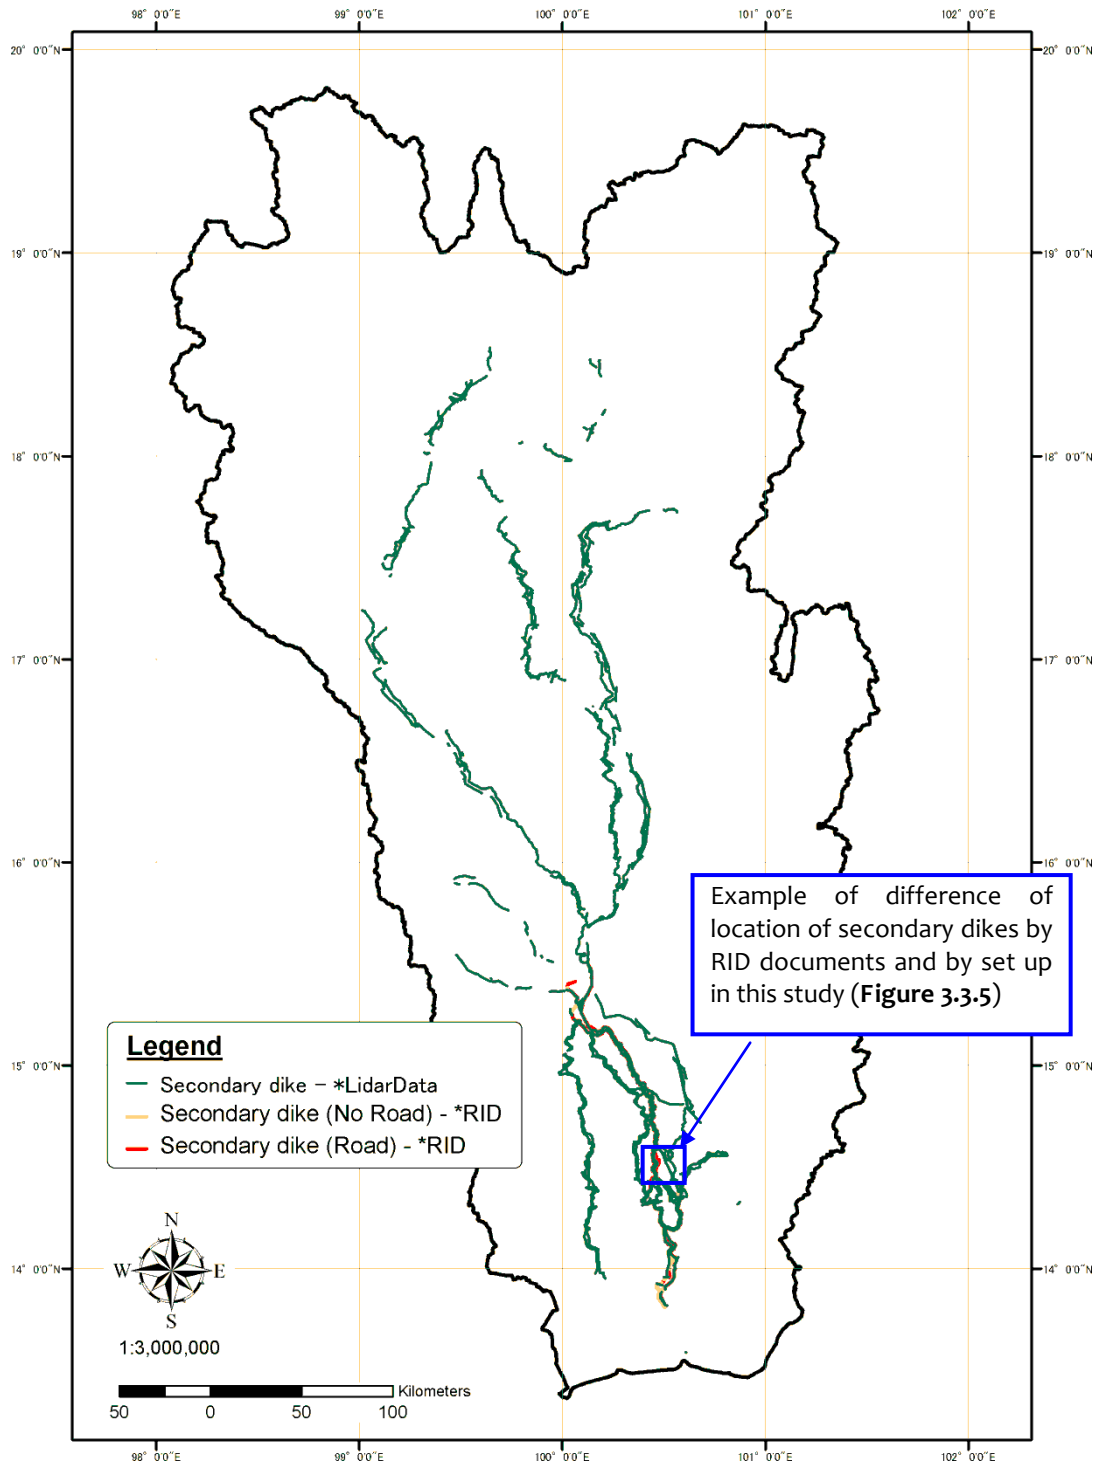 98° 0'0"E 99° 0'0"E 100° 0'0"E 101° 0'0"E 102° 0'0"E
20° 0'0"N 20° 0'0"N
19° 0'0"N 19° 0'0"N
18° 0'0"N 18° 0'0"N
17° 0'0"N 17° 0'0"N
16° 0'0"N 16° 0'0"N
Example of difference of
location of secondary dikes by
RID documents and by set up
in this study (Figure 3.3.5)
15° 0'0"N 15° 0'0"N
Legend
Secondary dike – *LidarData
Secondary dike (No Road) - *RID
Secondary dike (Road) - *RID
14° 0'0"N 14° 0'0"N
N
W E
S
1:3,000,000
Kilometers
50 0 50 100
98° 0'0"E 99° 0'0"E 100° 0'0"E 101° 0'0"E 102° 0'0"E